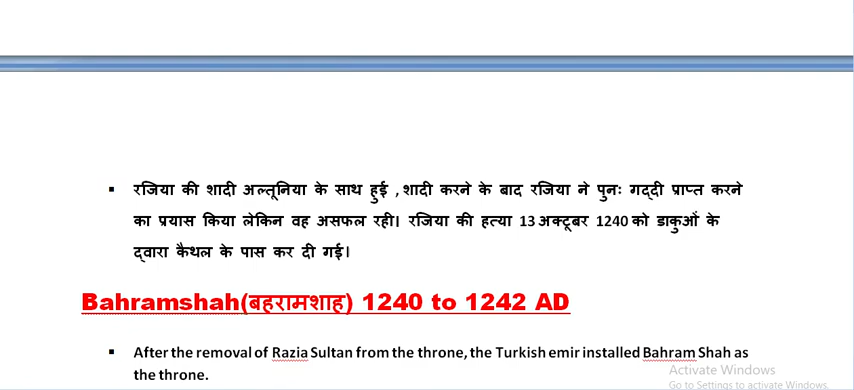 ▪ रजिया की शादी अल्तूनिया के साथ हुई ,शादी करने के बाद रजिया ने पुनः गद्दी प्राप्त करने
का प्रयास किया लेकिन वह असफल रही। रजिया की हत्या 13 अक्टूबर 1240 को डाकुओं के
द्वारा कैथल के पास कर दी गई।
Bahramshah(बहरामशाह) 1240 to 1242 AD
▪ After the removal of Razia Sultan from the throne, the Turkish emir installed Bahram Shah as
the throne.
Activate Windows
Go to Settings to activate Windows.